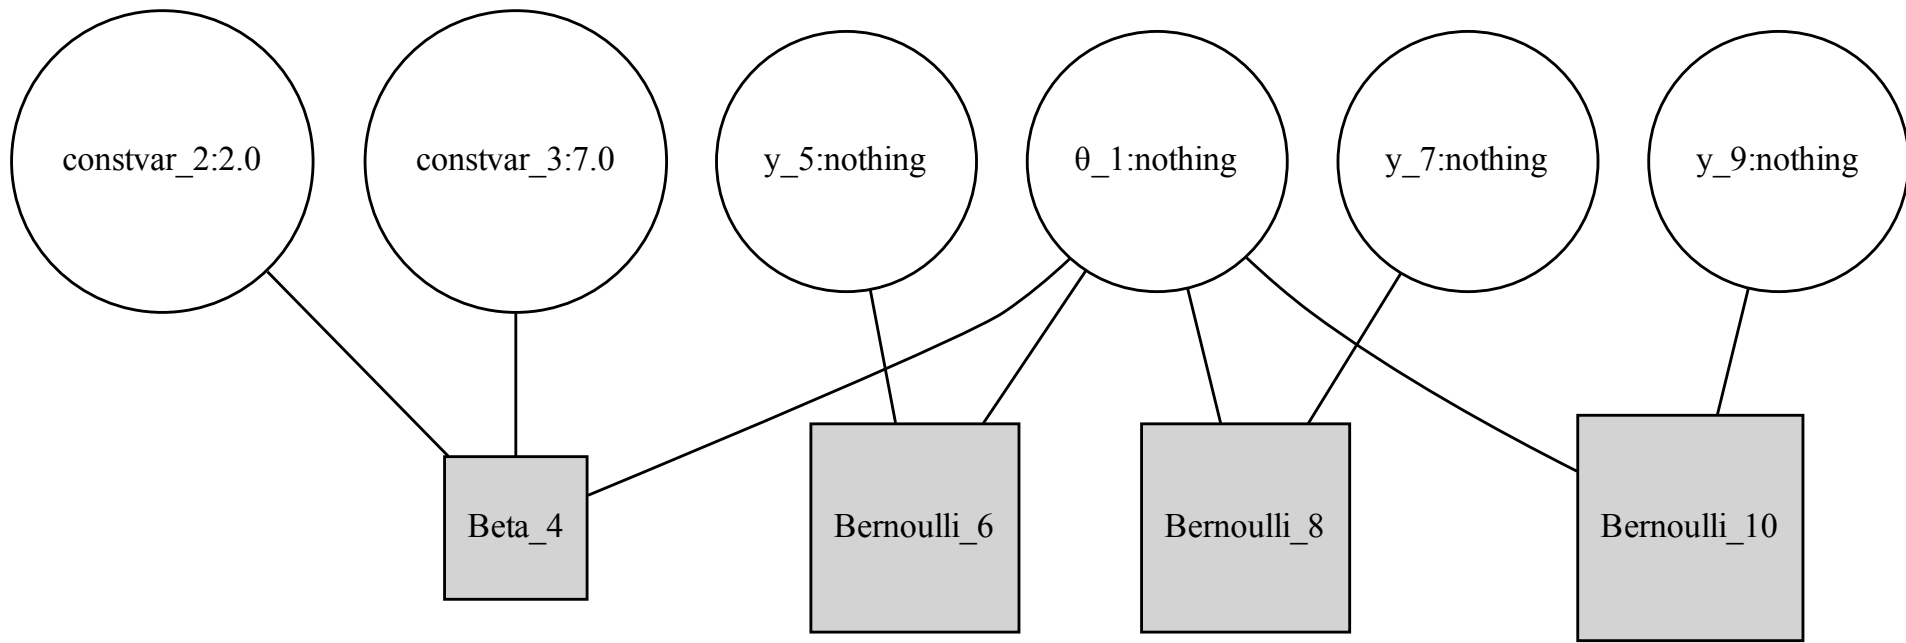 constvar_2:2.0
constvar_3:7.0
y_5:nothing
θ_1:nothing
y_7:nothing
y_9:nothing
Beta_4
Bernoulli_6
Bernoulli_8
Bernoulli_10